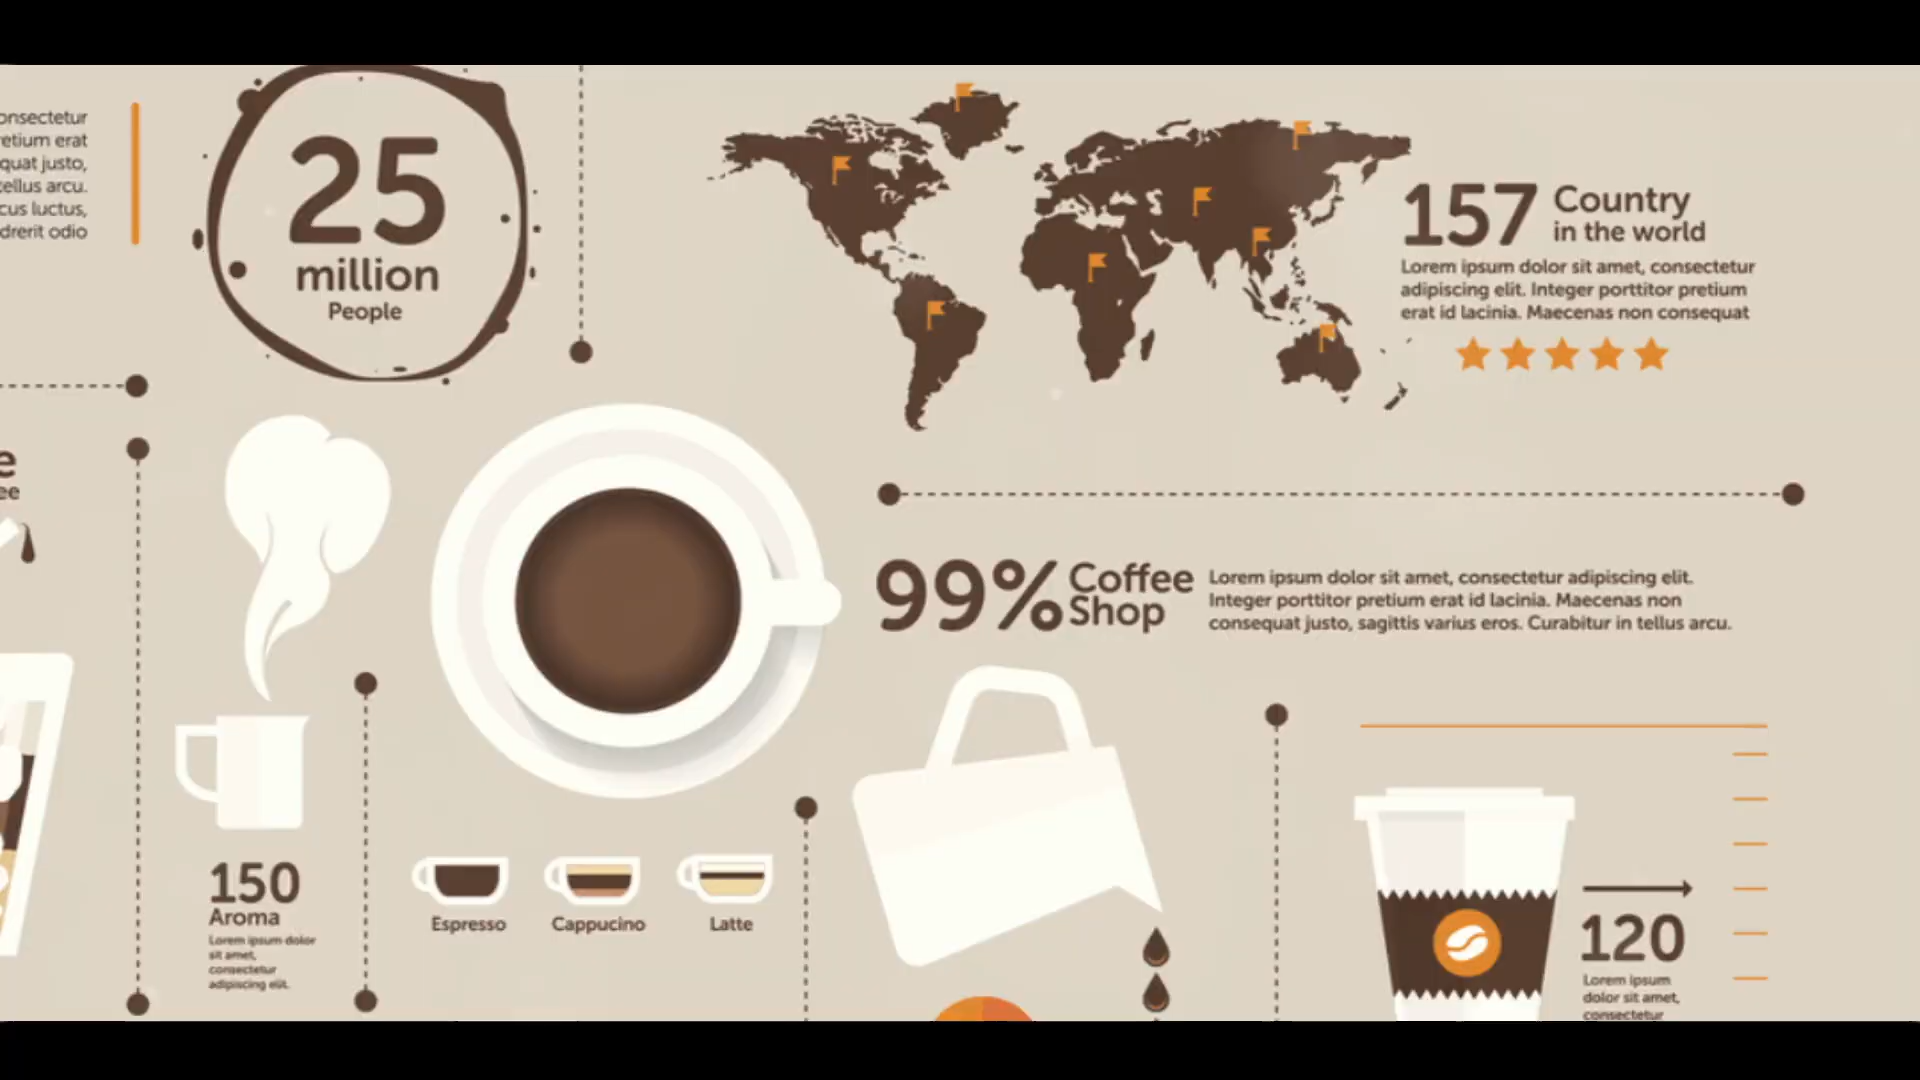 onsectetur
retium erat
quat justo,
tellus arcu.
cus luctus,
drerit odio
25
million
People
157 Country
in the world
Lorem ipsum dolor sit amet, consectetur
adipiscing elit. Integer porttitor pretium
erat id lacinia. Maecenas non consequat
e
ee
99% Coffee
Shop
Lorem ipsum dolor sit amet, consectetur adipiscing elit.
Integer porttitor pretium erat id lacinia. Maecenas non
consequat justo, sagittis varius eros. Curabitur in tellus arcu.
150
Aroma
Lorem ipsum dolor
sit amet,
consectetur
adipiscing elit.
Espresso
Cappucino
Latte
120
Lorem ipsum
dolor sit amet,
consectetur